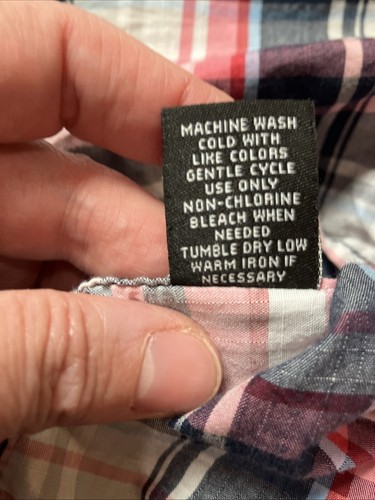 MACHINE WASH
COLD WITH
LIKE COLORS
GENTLE CYCLE
USE ONLY
NON-CHLORINE
BLEACH WHEN
NEEDED
TUMBLE DRY LOW
WARM IRON IF
NECESSARY